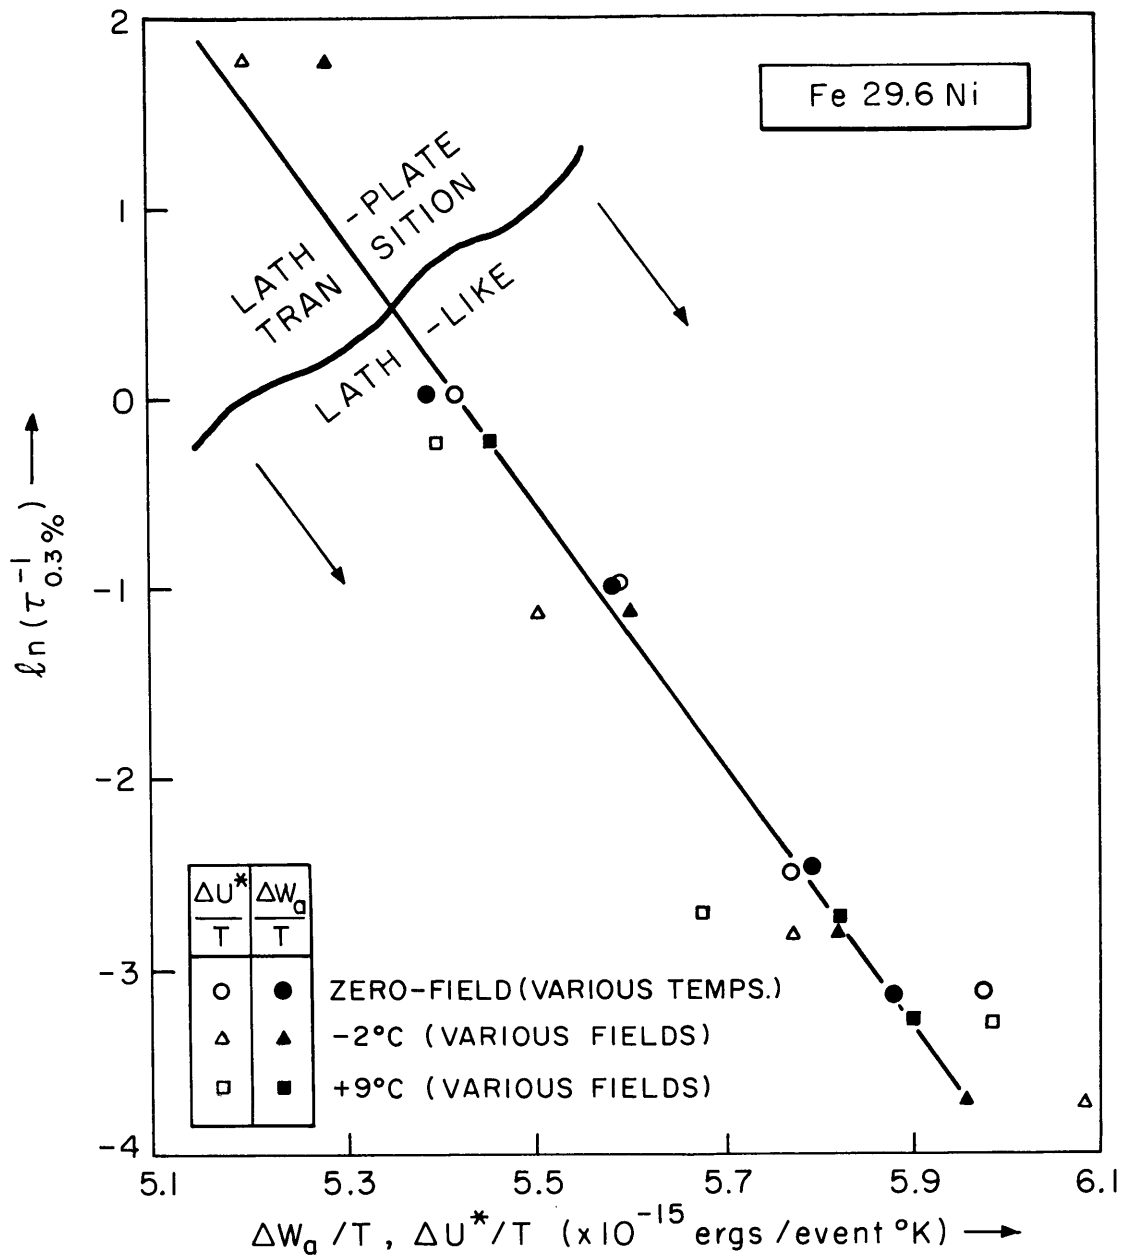 2
1
0
-1
-2
-3
-4
5.1 5.3 5.5 5.7 5.9 6.1
Fe 29.6 Ni
LATH -PLATE
TRAN SITION
LATH -LIKE
ℓn (τ⁻¹0.3%) →
ΔU*/T ΔWa/T
○ ● ZERO-FIELD (VARIOUS TEMPS.)
△ ▲ -2°C (VARIOUS FIELDS)
□ ■ +9°C (VARIOUS FIELDS)
ΔWa/T, ΔU*/T (x10⁻¹⁵ ergs/event °K) →